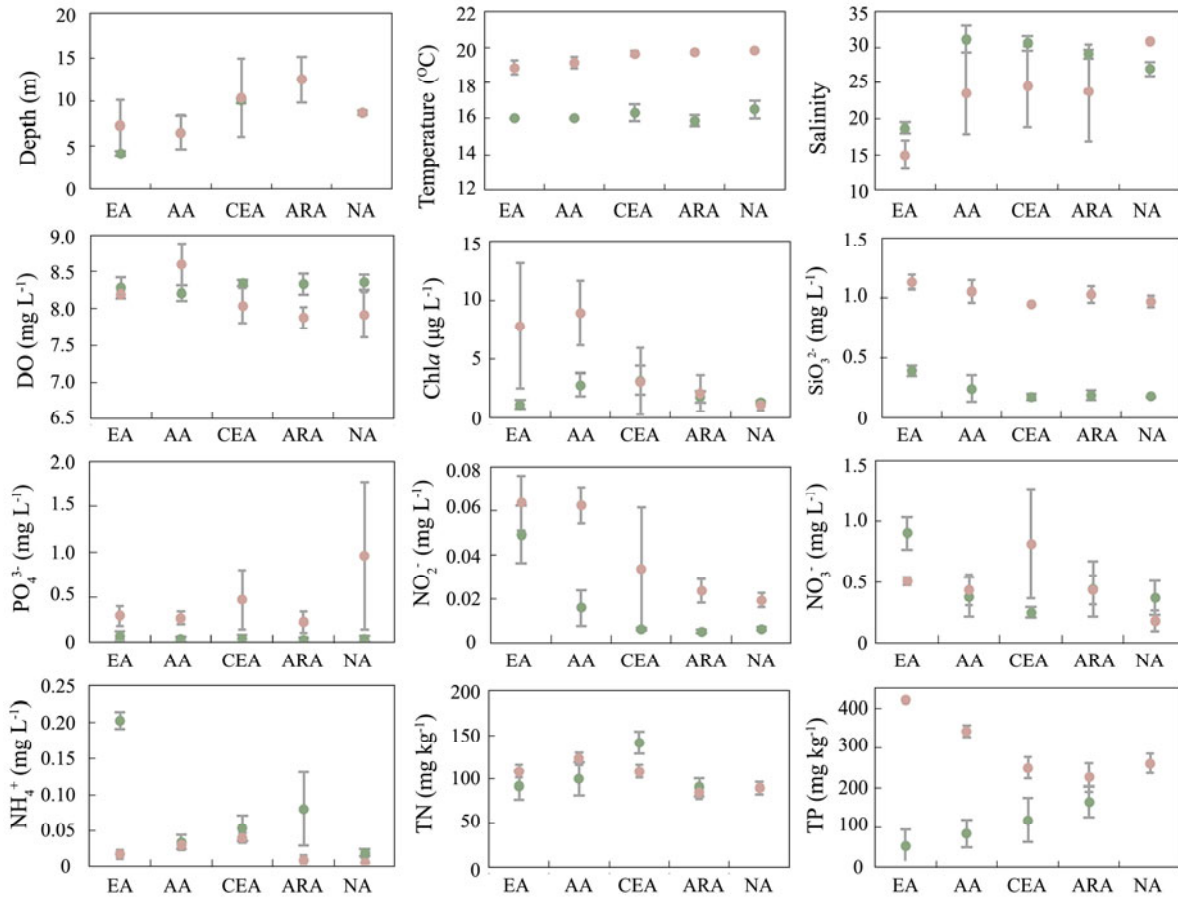 20
15
10
5
0
Depth (m)
EA AA CEA ARA NA
22
20
18
16
14
12
Temperature (⁰C)
EA AA CEA ARA NA
35
30
25
20
15
10
Salinity
EA AA CEA ARA NA
9.0
8.5
8.0
7.5
7.0
6.5
DO (mg L⁻¹)
EA AA CEA ARA NA
15
10
5
0
Chla (µg L⁻¹)
EA AA CEA ARA NA
1.5
1.0
0.5
0
SiO₃²⁻ (mg L⁻¹)
EA AA CEA ARA NA
2.0
1.5
1.0
0.5
0
PO₄³⁻ (mg L⁻¹)
EA AA CEA ARA NA
0.08
0.06
0.04
0.02
0
NO₂⁻ (mg L⁻¹)
EA AA CEA ARA NA
1.5
1.0
0.5
0
NO₃⁻ (mg L⁻¹)
EA AA CEA ARA NA
0.25
0.20
0.15
0.10
0.05
0
NH₄⁺ (mg L⁻¹)
EA AA CEA ARA NA
200
150
100
50
0
TN (mg kg⁻¹)
EA AA CEA ARA NA
400
300
200
100
0
TP (mg kg⁻¹)
EA AA CEA ARA NA